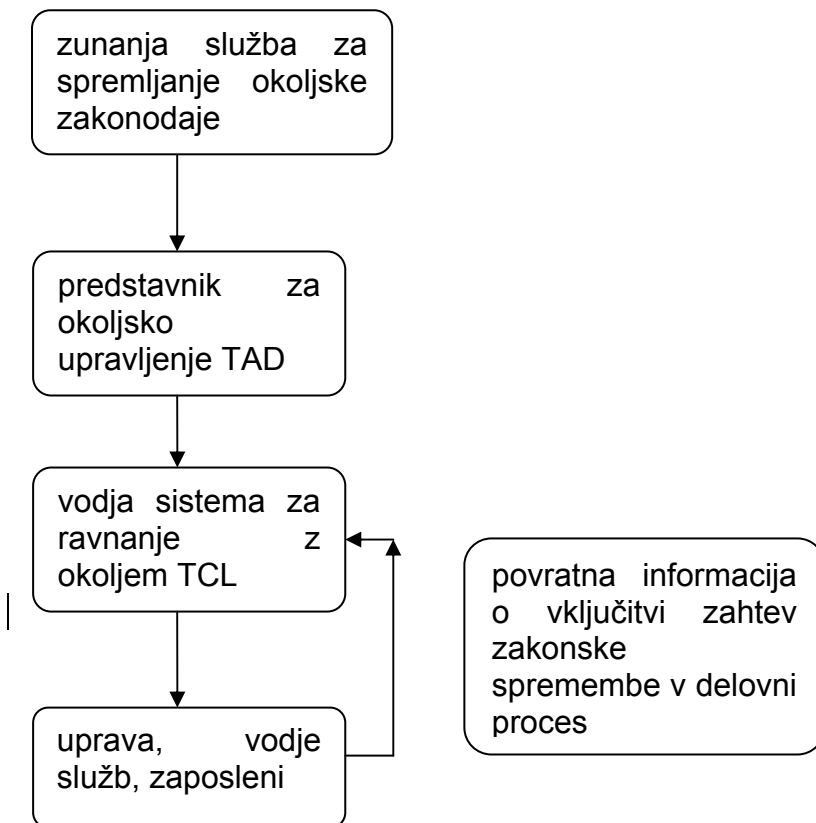 zunanja služba za
spremljanje okoljske
zakonodaje
predstavnik za
okoljsko
upravljenje TAD
vodja sistema za
ravnanje z
okoljem TCL
povratna informacija
o vključitvi zahtev
zakonske
spremembe v delovni
proces
uprava, vodje
služb, zaposleni